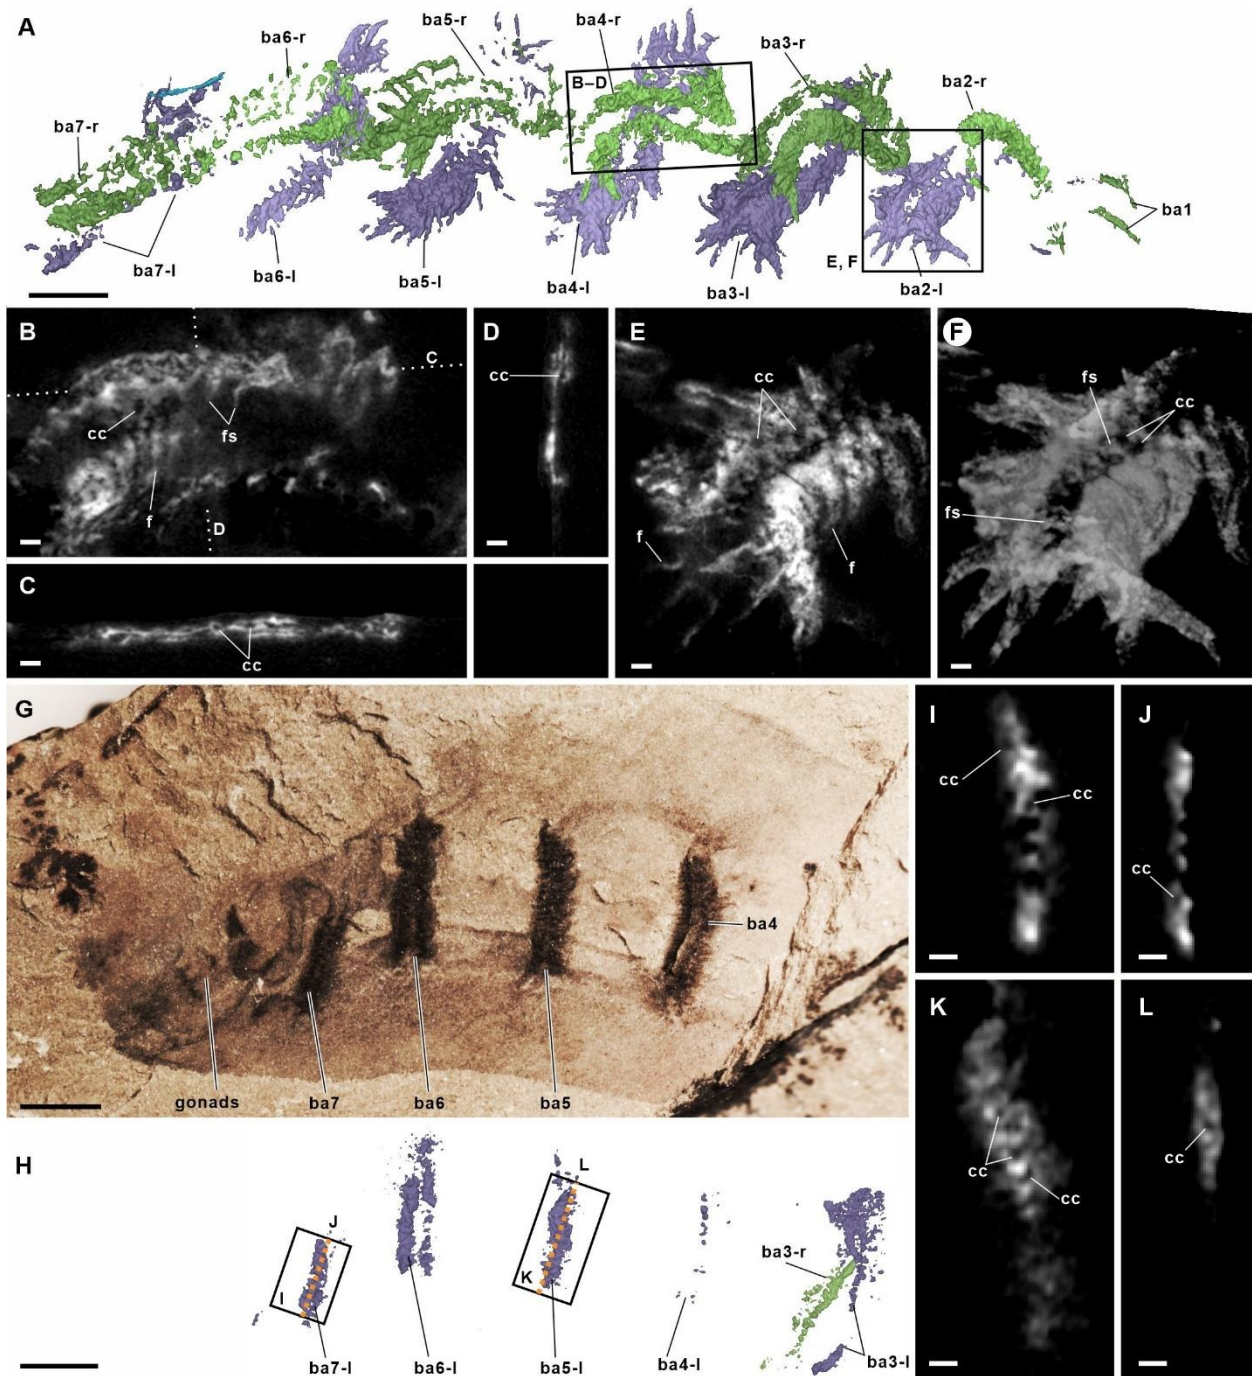 A
ba7-r
ba6-r
ba5-r
ba4-r
ba3-r
ba2-r
B–D
ba1
ba7-l
ba6-l
ba5-l
ba4-l
ba3-l
ba2-l
E, F
B
C
cc
fs
f
D
D
cc
E
cc
f
f
F
fs
cc
fs
C
cc
G
gonads
ba7
ba6
ba5
ba4
I
cc
cc
J
cc
H
J
I
L
K
ba7-l
ba6-l
ba5-l
ba4-l
ba3-r
ba3-l
K
cc
cc
L
cc